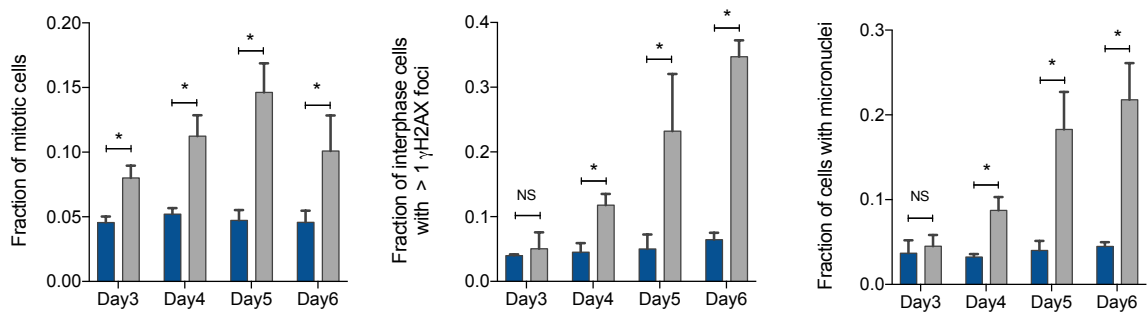 Fraction of mitotic cells
0.20
0.15
0.10
0.05
0.00
*
*
*
*
Day3 Day4 Day5 Day6
Fraction of interphase cells
with > 1 γH2AX foci
0.4
0.3
0.2
0.1
0.0
NS
*
*
*
Day3 Day4 Day5 Day6
Fraction of cells with micronuclei
0.3
0.2
0.1
0.0
NS
*
*
*
Day3 Day4 Day5 Day6